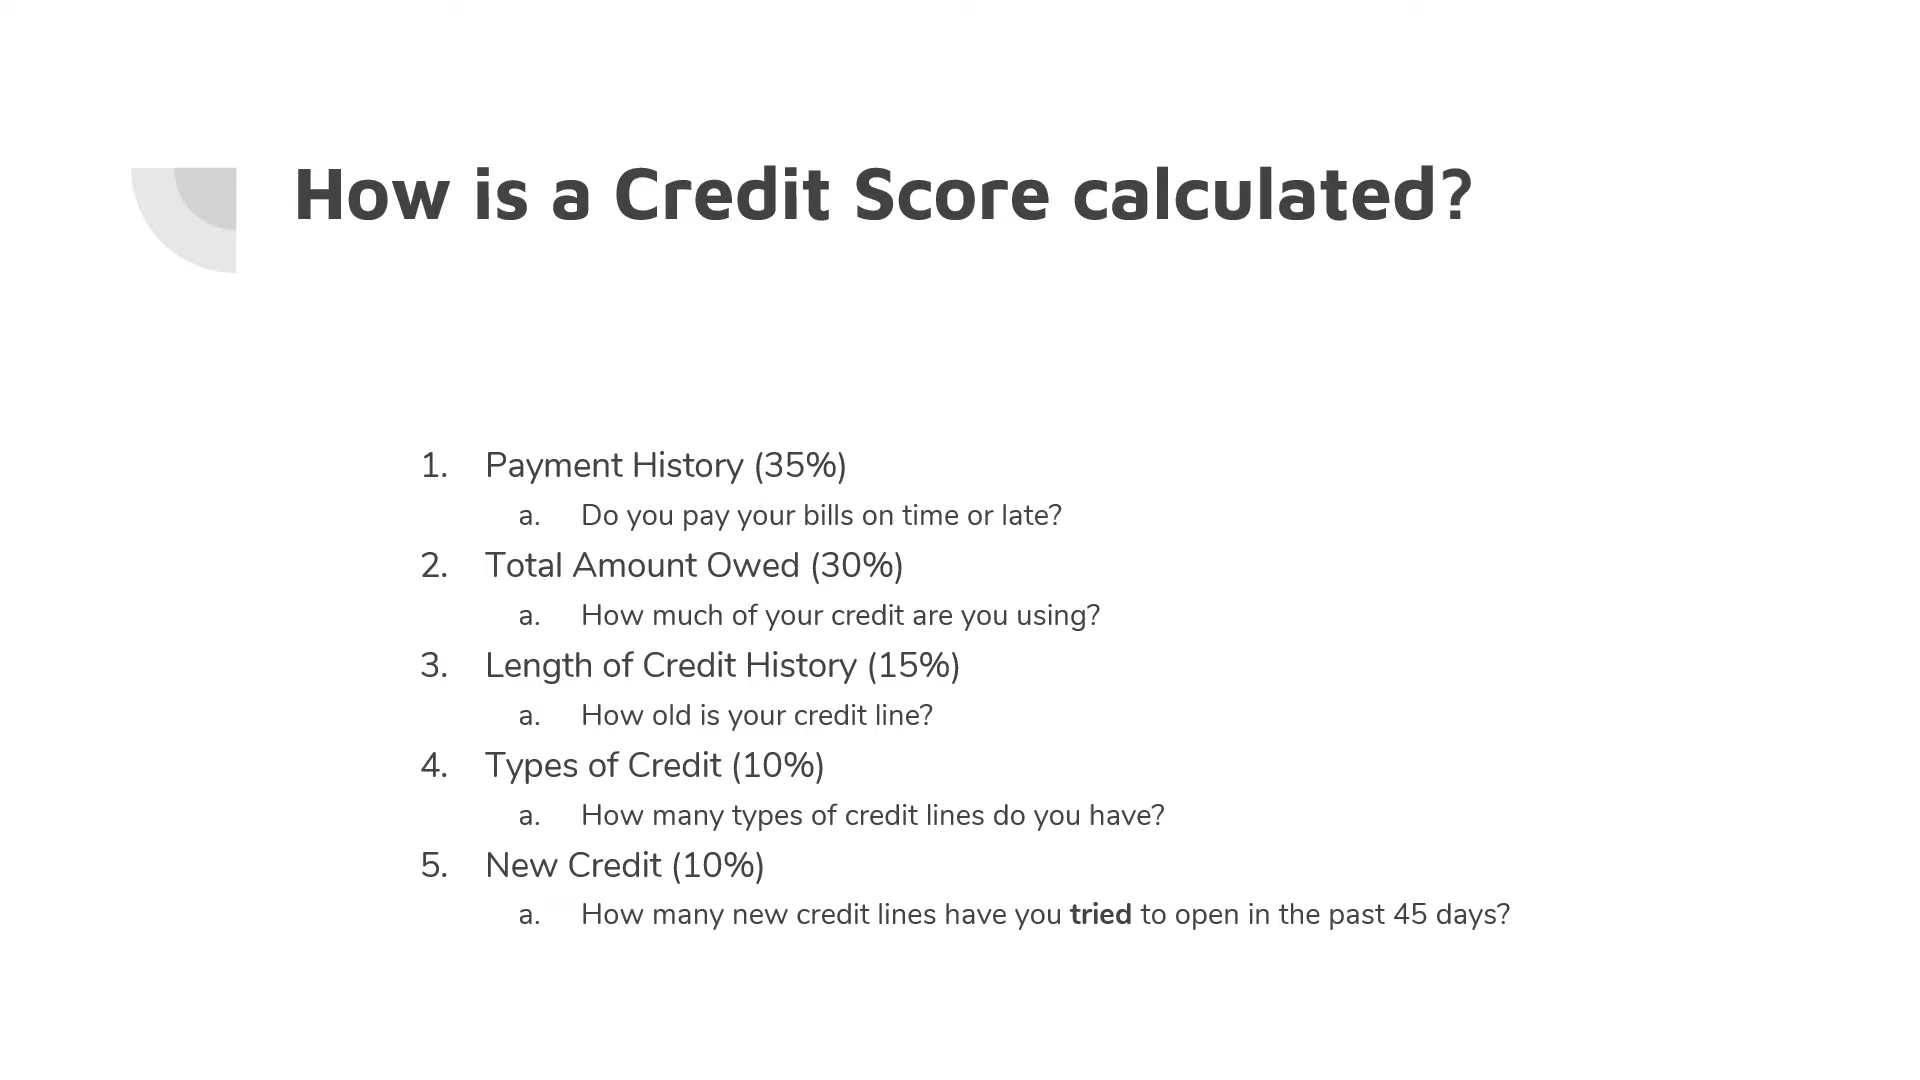 How is a Credit Score calculated?
1. Payment History (35%)
a. Do you pay your bills on time or late?
2. Total Amount Owed (30%)
a. How much of your credit are you using?
3. Length of Credit History (15%)
a. How old is your credit line?
4. Types of Credit (10%)
a. How many types of credit lines do you have?
5. New Credit (10%)
a. How many new credit lines have you tried to open in the past 45 days?